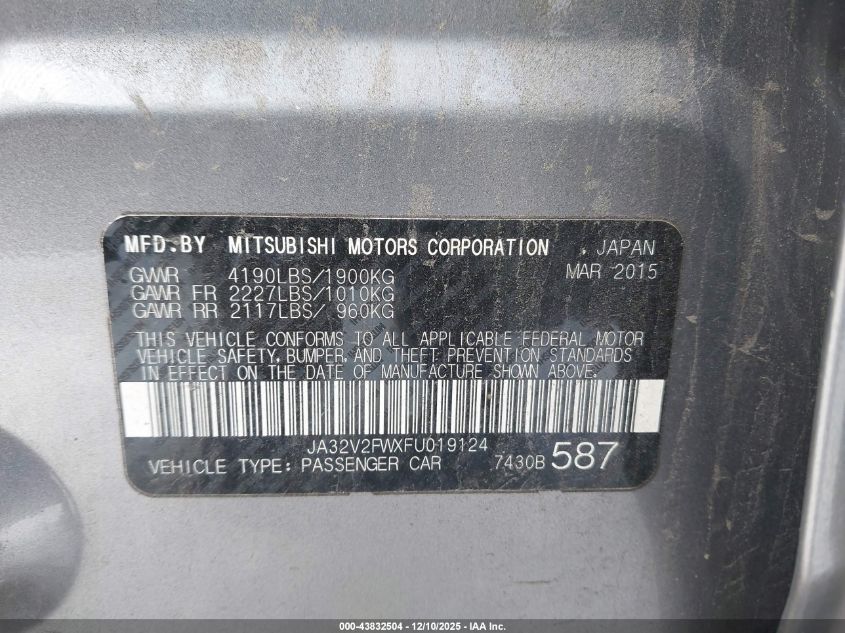 MFD.BY MITSUBISHI MOTORS CORPORATION , JAPAN
GVWR 4190LBS/1900KG MAR 2015
GAWR FR 2227LBS/1010KG
GAWR RR 2117LBS/ 960KG
THIS VEHICLE CONFORMS TO ALL APPLICABLE FEDERAL MOTOR
VEHICLE SAFETY, BUMPER, AND THEFT PREVENTION STANDARDS
IN EFFECT ON THE DATE OF MANUFACTURE SHOWN ABOVE.
JA32V2FWXFU019124
VEHICLE TYPE: PASSENGER CAR 7430B 587
000-43832504 - 12/10/2025 - IAA Inc.